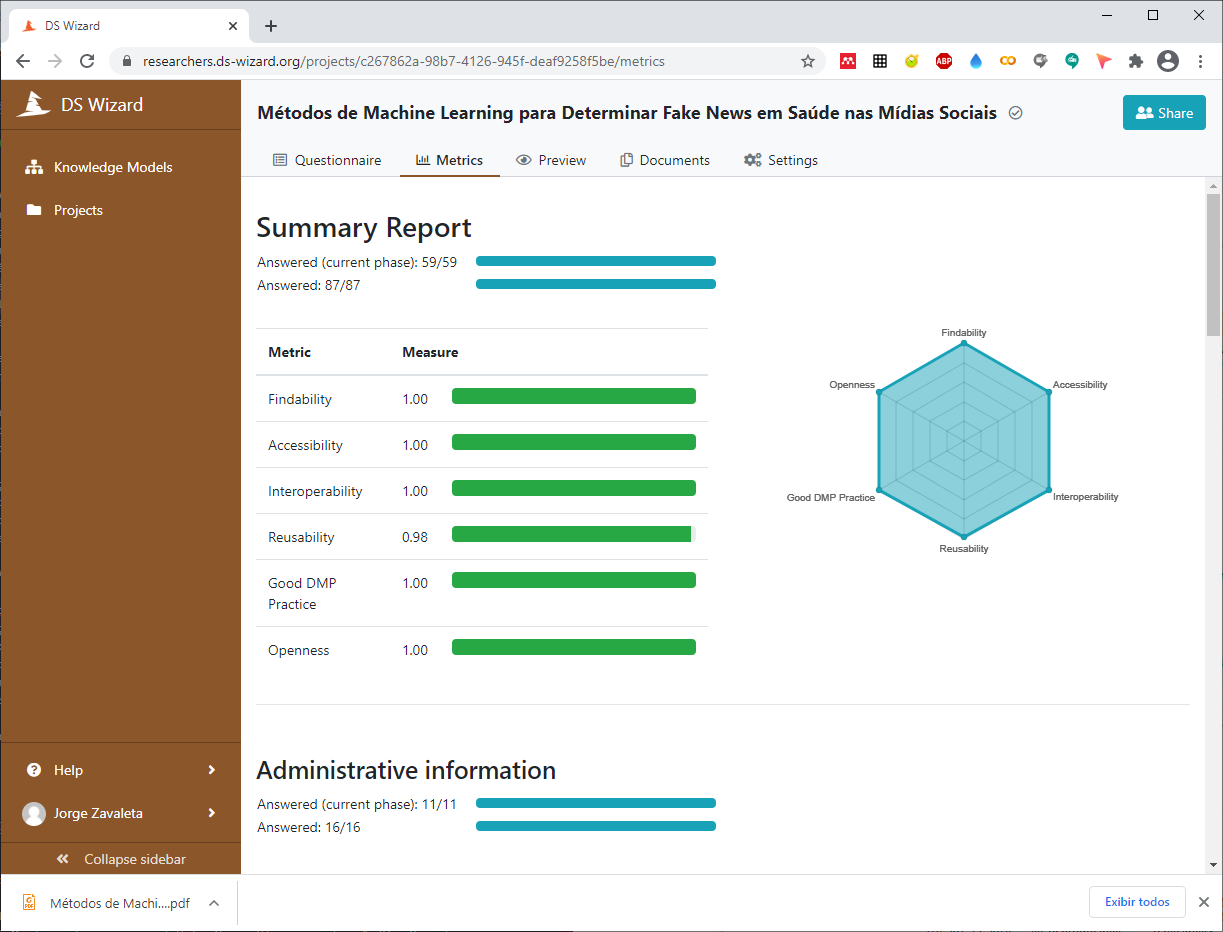 DS Wizard
researchers.ds-wizard.org/projects/c267862a-98b7-4126-945f-deaf9258f5be/metrics
ABP
DS Wizard
Knowledge Models
Projects
Help
Jorge Zavaleta
Collapse sidebar
Métodos de Machine Learning para Determinar Fake News em Saúde nas Mídias Sociais
Share
Questionnaire
Metrics
Preview
Documents
Settings
Summary Report
Answered (current phase): 59/59
Answered: 87/87
Metric Measure
Findability 1.00
Accessibility 1.00
Interoperability 1.00
Reusability 0.98
Good DMP
Practice 1.00
Openness 1.00
Findability
Openness
Accessibility
Good DMP Practice
Interoperability
Reusability
Administrative information
Answered (current phase): 11/11
Answered: 16/16
PDF
Métodos de Machi....pdf
Exibir todos